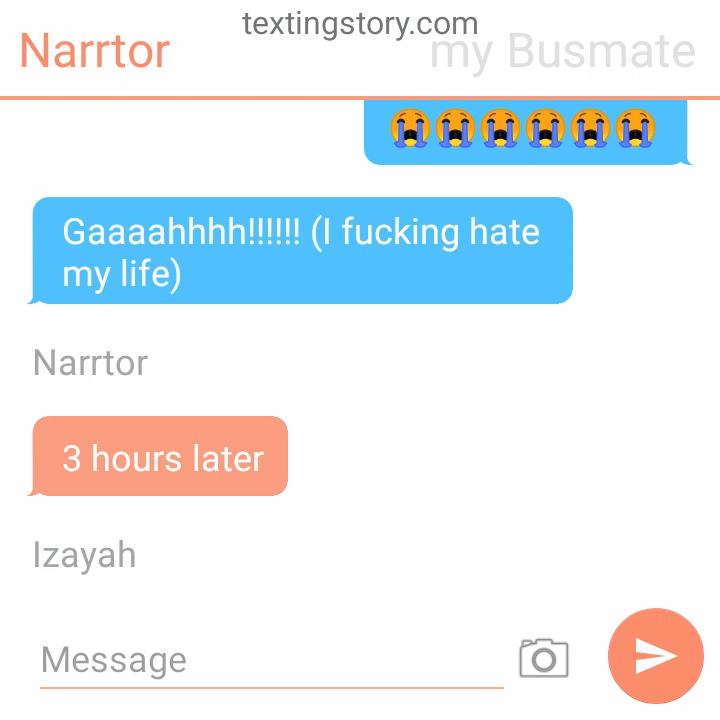 textingstory.com
Narrtor
my Busmate
😭😭😭😭😭😭
Gaaaahhhh!!!!!! (I fucking hate
my life)
Narrtor
3 hours later
Izayah
Message